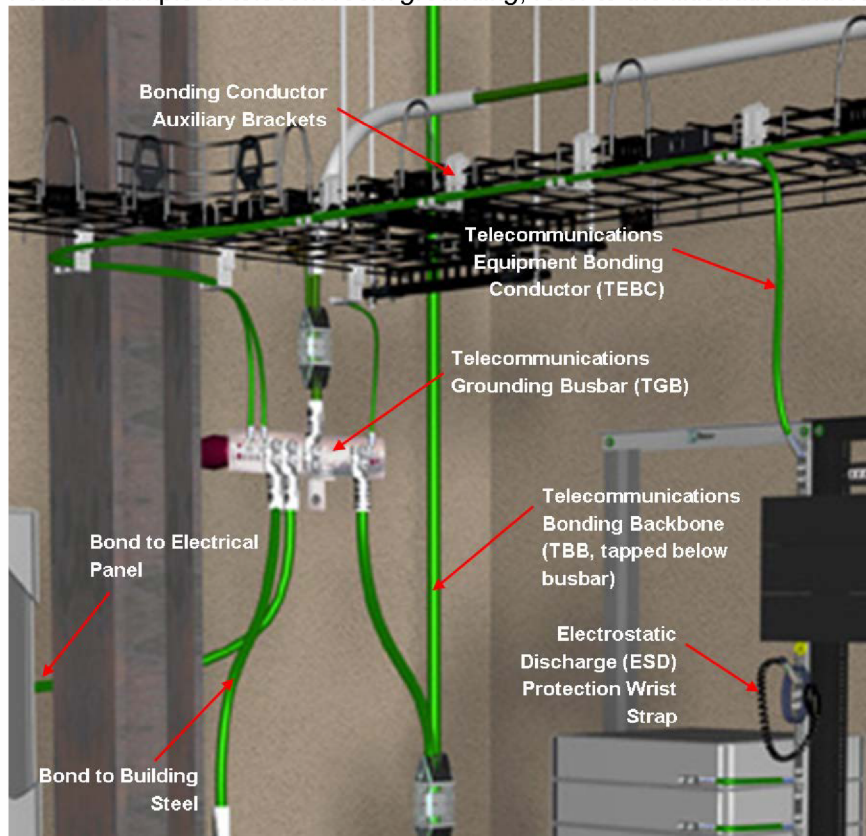 Bonding Conductor
Auxiliary Brackets
Telecommunications
Equipment Bonding
Conductor (TEBC)
Telecommunications
Grounding Busbar (TGB)
Telecommunications
Bonding Backbone
(TBB, tapped below
busbar)
Bond to Electrical
Panel
Electrostatic
Discharge (ESD)
Protection Wrist
Strap
Bond to Building
Steel